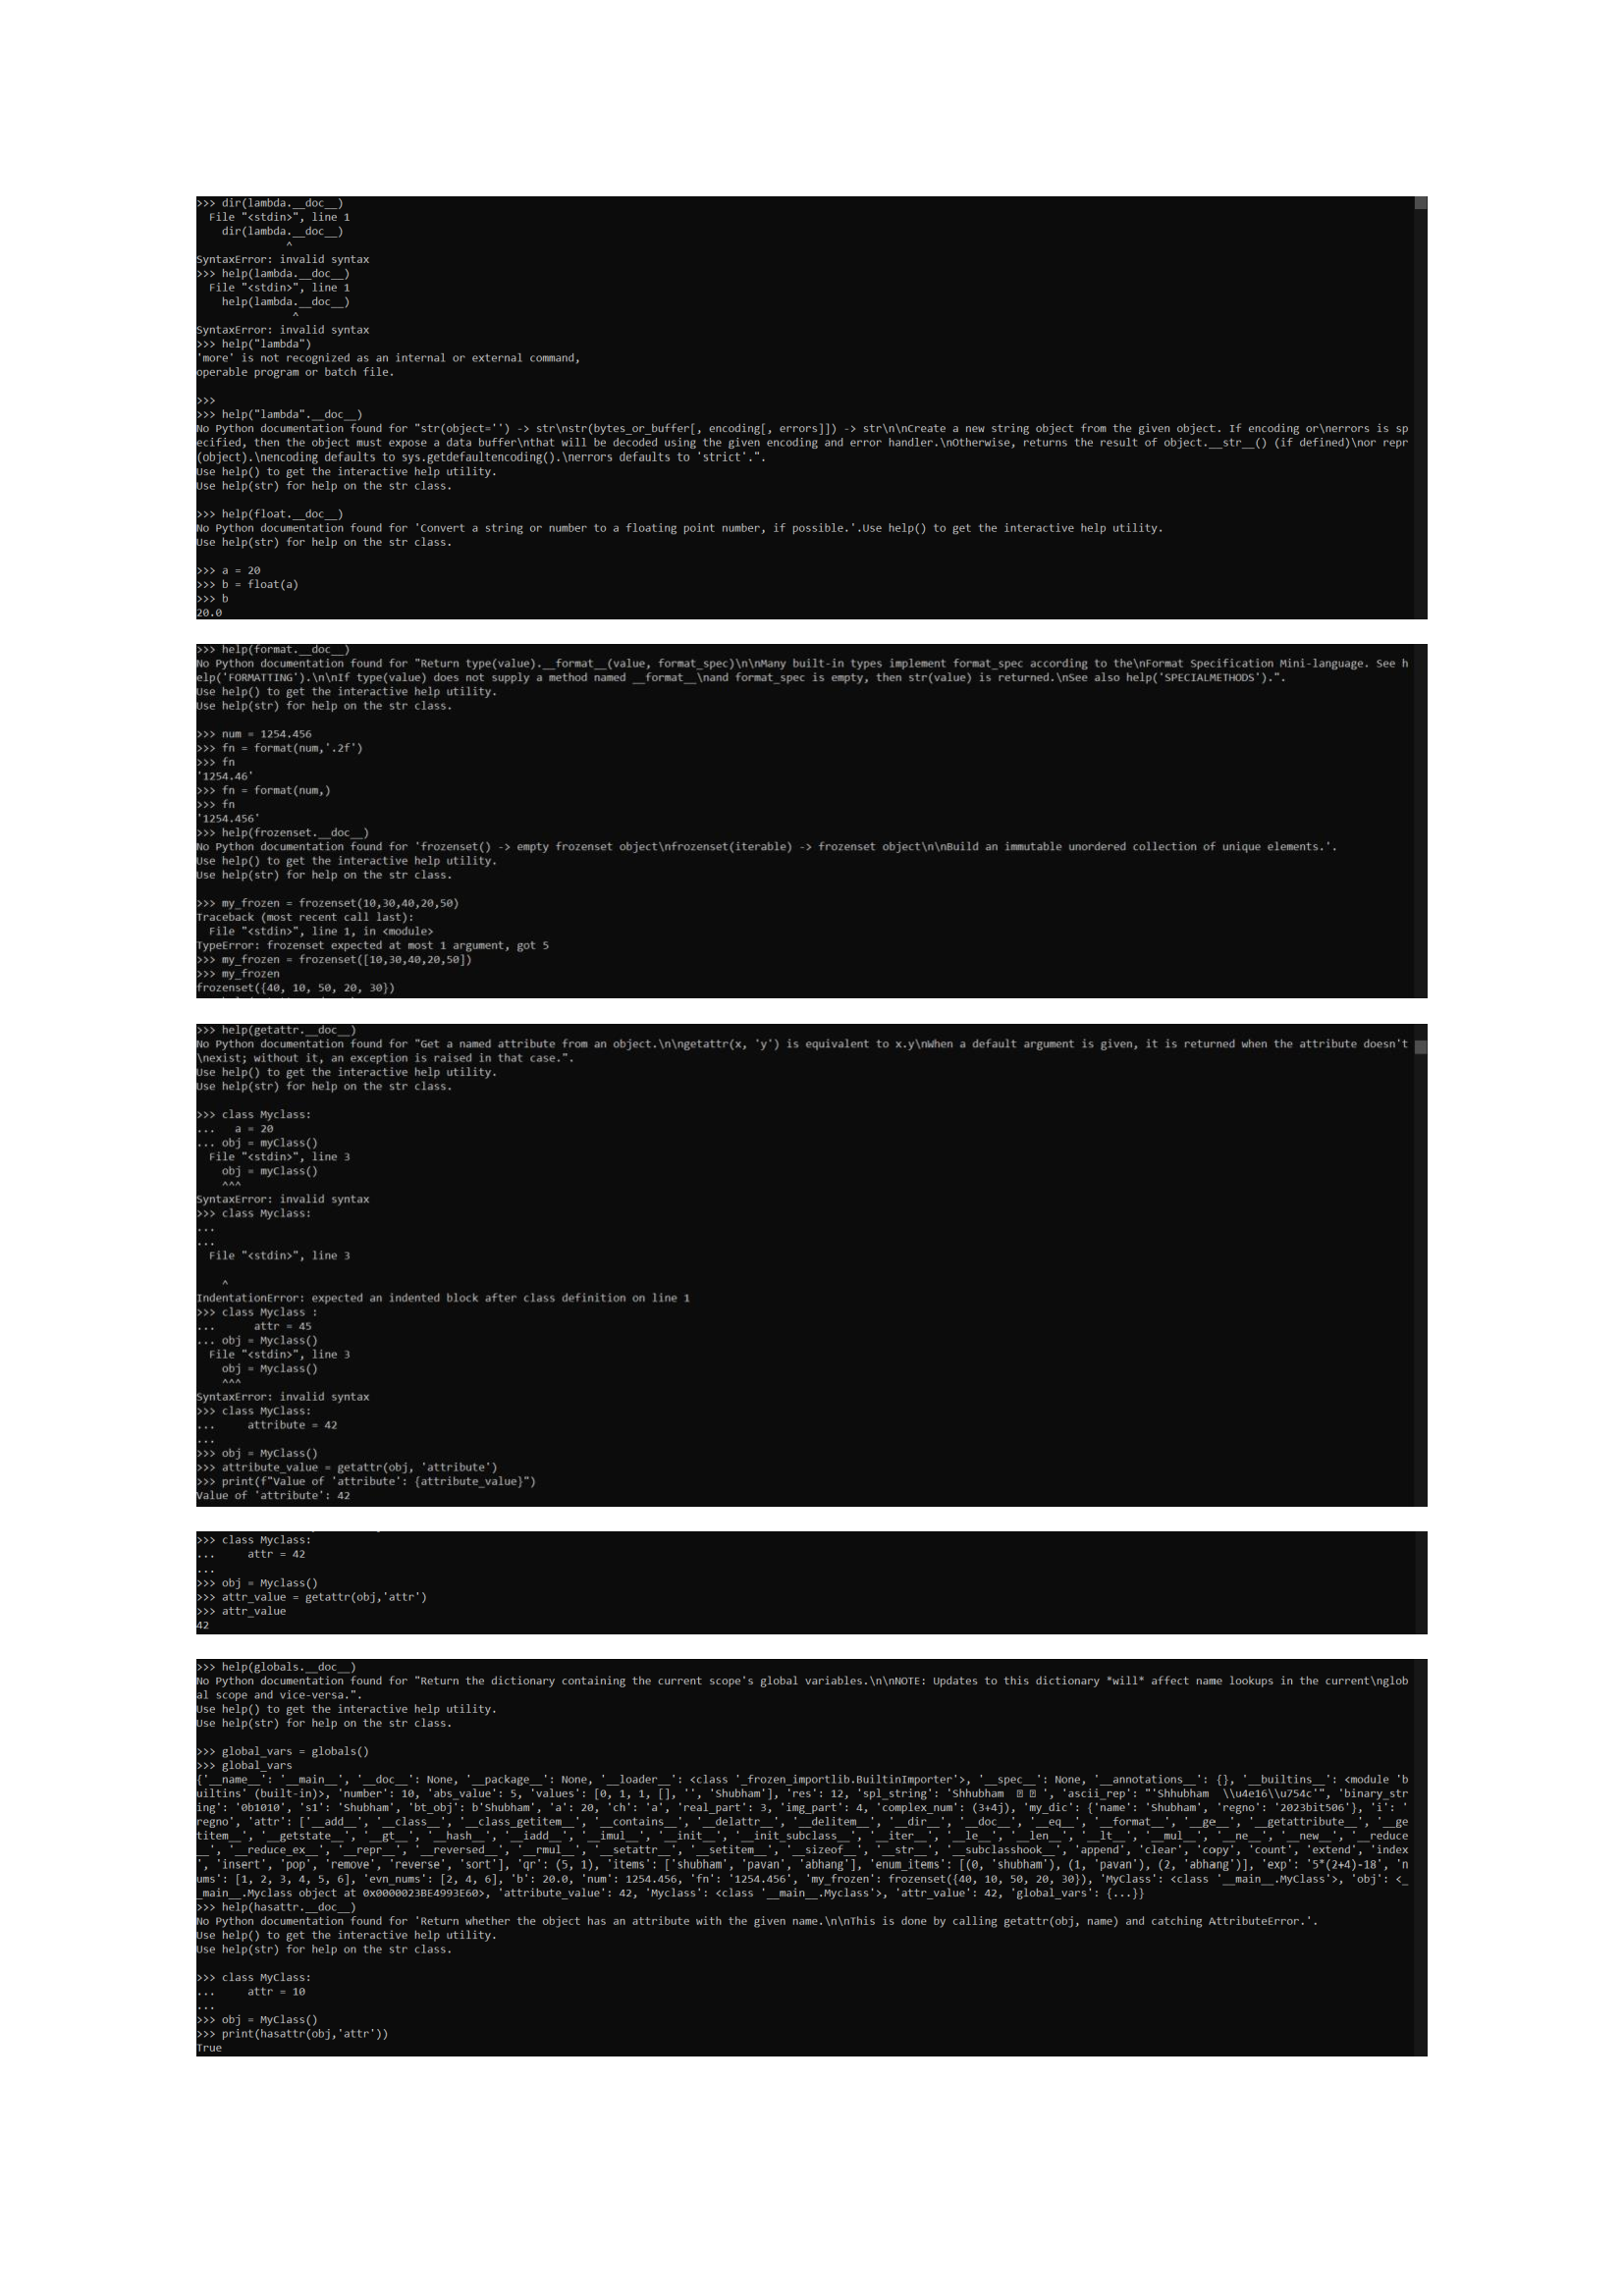 >>> dir(lambda.__doc__)
  File "<stdin>", line 1
    dir(lambda.__doc__)
              ^
SyntaxError: invalid syntax
>>> help(lambda.__doc__)
  File "<stdin>", line 1
    help(lambda.__doc__)
               ^
SyntaxError: invalid syntax
>>> help("lambda")
'more' is not recognized as an internal or external command,
operable program or batch file.

>>>
>>> help("lambda".__doc__)
No Python documentation found for "str(object='') -> str\nstr(bytes_or_buffer[, encoding[, errors]]) -> str\n\nCreate a new string object from the given object. If encoding or\nerrors is sp
ecified, then the object must expose a data buffer\nthat will be decoded using the given encoding and error handler.\nOtherwise, returns the result of object.__str__() (if defined)\nor repr
(object).\nencoding defaults to sys.getdefaultencoding().\nerrors defaults to 'strict'.".
Use help() to get the interactive help utility.
Use help(str) for help on the str class.

>>> help(float.__doc__)
No Python documentation found for 'Convert a string or number to a floating point number, if possible.'.Use help() to get the interactive help utility.
Use help(str) for help on the str class.

>>> a = 20
>>> b = float(a)
>>> b
20.0
>>> help(format.__doc__)
No Python documentation found for "Return type(value).__format__(value, format_spec)\n\nMany built-in types implement format_spec according to the\nFormat Specification Mini-language. See h
elp('FORMATTING').\n\nIf type(value) does not supply a method named __format__\nand format_spec is empty, then str(value) is returned.\nSee also help('SPECIALMETHODS').".
Use help() to get the interactive help utility.
Use help(str) for help on the str class.

>>> num = 1254.456
>>> fn = format(num,'.2f')
>>> fn
'1254.46'
>>> fn = format(num,)
>>> fn
'1254.456'
>>> help(frozenset.__doc__)
No Python documentation found for 'frozenset() -> empty frozenset object\nfrozenset(iterable) -> frozenset object\n\nBuild an immutable unordered collection of unique elements.'.
Use help() to get the interactive help utility.
Use help(str) for help on the str class.

>>> my_frozen = frozenset(10,30,40,20,50)
Traceback (most recent call last):
  File "<stdin>", line 1, in <module>
TypeError: frozenset expected at most 1 argument, got 5
>>> my_frozen = frozenset([10,30,40,20,50])
>>> my_frozen
frozenset({40, 10, 50, 20, 30})
>>> help(getattr.__doc__)
No Python documentation found for "Get a named attribute from an object.\n\ngetattr(x, 'y') is equivalent to x.y\nWhen a default argument is given, it is returned when the attribute doesn't
\nexist; without it, an exception is raised in that case.".
Use help() to get the interactive help utility.
Use help(str) for help on the str class.

>>> class Myclass:
...   a = 20
... obj = myClass()
  File "<stdin>", line 3
    obj = myClass()
    ^^^
SyntaxError: invalid syntax
>>> class Myclass:
...
...
  File "<stdin>", line 3

    ^
IndentationError: expected an indented block after class definition on line 1
>>> class Myclass :
...      attr = 45
... obj = Myclass()
  File "<stdin>", line 3
    obj = Myclass()
    ^^^
SyntaxError: invalid syntax
>>> class MyClass:
...     attribute = 42
...
>>> obj = MyClass()
>>> attribute_value = getattr(obj, 'attribute')
>>> print(f"Value of 'attribute': {attribute_value}")
Value of 'attribute': 42
>>> class Myclass:
...     attr = 42
...
>>> obj = Myclass()
>>> attr_value = getattr(obj,'attr')
>>> attr_value
42
>>> help(globals.__doc__)
No Python documentation found for "Return the dictionary containing the current scope's global variables.\n\nNOTE: Updates to this dictionary *will* affect name lookups in the current\nglob
al scope and vice-versa.".
Use help() to get the interactive help utility.
Use help(str) for help on the str class.

>>> global_vars = globals()
>>> global_vars
{'__name__': '__main__', '__doc__': None, '__package__': None, '__loader__': <class '_frozen_importlib.BuiltinImporter'>, '__spec__': None, '__annotations__': {}, '__builtins__': <module 'b
uiltins' (built-in)>, 'number': 10, 'abs_value': 5, 'values': [0, 1, 1, [], '', 'Shubham'], 'res': 12, 'spl_string': 'Shhubham  ', 'ascii_rep': "'Shhubham  \\u4e16\\u754c'", 'binary_str
ing': '0b1010', 's1': 'Shubham', 'bt_obj': b'Shubham', 'a': 20, 'ch': 'a', 'real_part': 3, 'img_part': 4, 'complex_num': (3+4j), 'my_dic': {'name': 'Shubham', 'regno': '2023bit506'}, 'i': '
regno', 'attr': ['__add__', '__class__', '__class_getitem__', '__contains__', '__delattr__', '__delitem__', '__dir__', '__doc__', '__eq__', '__format__', '__ge__', '__getattribute__', '__ge
titem__', '__getstate__', '__gt__', '__hash__', '__iadd__', '__imul__', '__init__', '__init_subclass__', '__iter__', '__le__', '__len__', '__lt__', '__mul__', '__ne__', '__new__', '__reduce
__', '__reduce_ex__', '__repr__', '__reversed__', '__rmul__', '__setattr__', '__setitem__', '__sizeof__', '__str__', '__subclasshook__', 'append', 'clear', 'copy', 'count', 'extend', 'index
', 'insert', 'pop', 'remove', 'reverse', 'sort'], 'qr': (5, 1), 'items': ['shubham', 'pavan', 'abhang'], 'enum_items': [(0, 'shubham'), (1, 'pavan'), (2, 'abhang')], 'exp': '5*(2+4)-18', 'n
ums': [1, 2, 3, 4, 5, 6], 'evn_nums': [2, 4, 6], 'b': 20.0, 'num': 1254.456, 'fn': '1254.456', 'my_frozen': frozenset({40, 10, 50, 20, 30}), 'MyClass': <class '__main__.MyClass'>, 'obj': <_
_main__.Myclass object at 0x0000023BE4993E60>, 'attribute_value': 42, 'Myclass': <class '__main__.Myclass'>, 'attr_value': 42, 'global_vars': {...}}
>>> help(hasattr.__doc__)
No Python documentation found for 'Return whether the object has an attribute with the given name.\n\nThis is done by calling getattr(obj, name) and catching AttributeError.'.
Use help() to get the interactive help utility.
Use help(str) for help on the str class.

>>> class MyClass:
...     attr = 10
...
>>> obj = MyClass()
>>> print(hasattr(obj,'attr'))
True